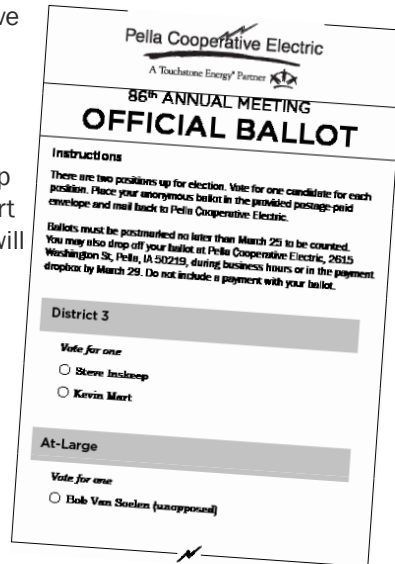 ve
p
rt
will
Pella Cooperative Electric
A Touchstone Energy® Partner
86th ANNUAL MEETING
OFFICIAL BALLOT
Instructions
There are two positions up for election. Vote for one candidate for each
position. Place your anonymous ballot in the provided postage-paid
envelope and mail back to Pella Cooperative Electric.
Ballots must be postmarked no later than March 25 to be counted.
You may also drop off your ballot at Pella Cooperative Electric, 2615
Washington St, Pella, IA 50219, during business hours or in the payment
dropbox by March 29. Do not include a payment with your ballot.
District 3
Vote for one
Steve Inskeep
Kevin Mart
At-Large
Vote for one
Bob Van Soelen (unopposed)